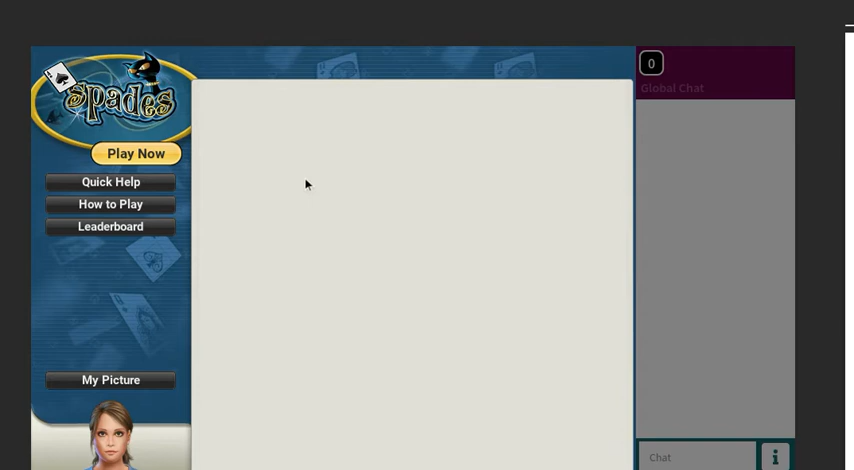 Spades
Play Now
Quick Help
How to Play
Leaderboard
My Picture
0
Global Chat
Chat
i